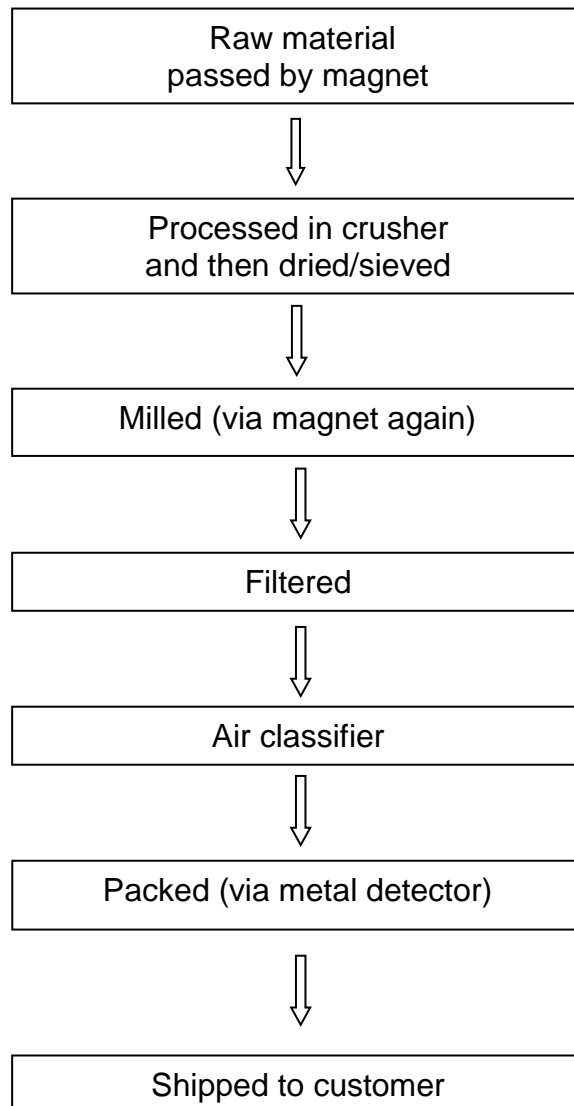 Raw material
passed by magnet
Processed in crusher
and then dried/sieved
Milled (via magnet again)
Filtered
Air classifier
Packed (via metal detector)
Shipped to customer